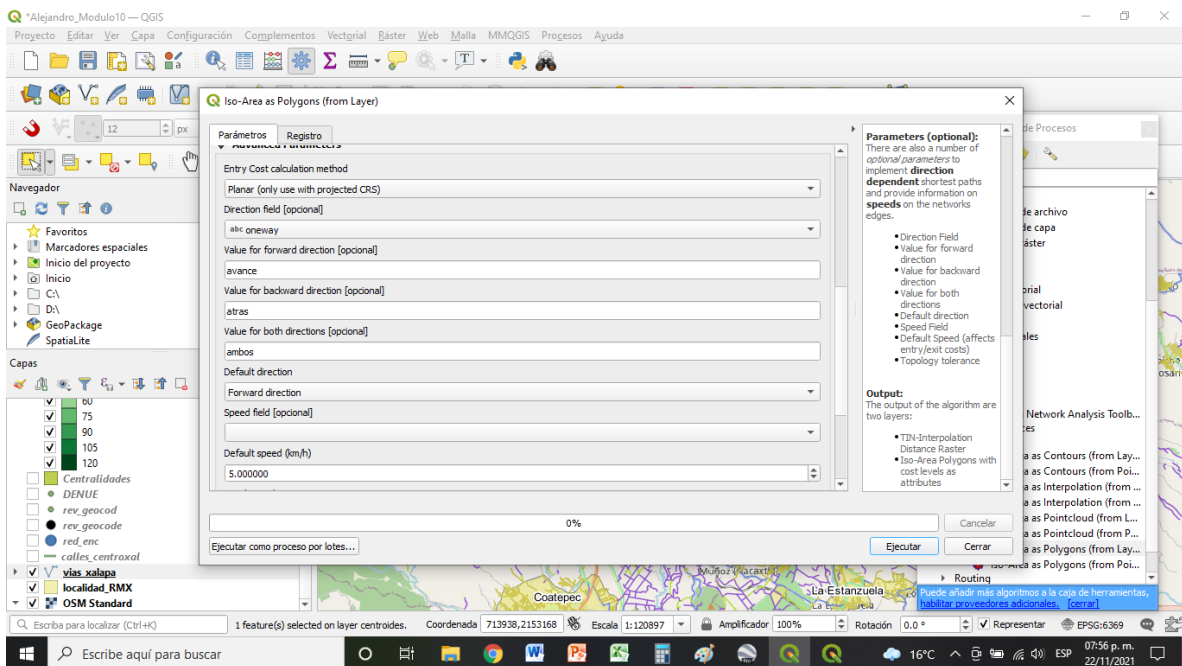 *Alejandro_Modulo10 — QGIS
Proyecto Editar Ver Capa Configuración Complementos Vectorial Ráster Web Malla MMQGIS Procesos Ayuda
12 px
Navegador
Favoritos
Marcadores espaciales
Inicio del proyecto
Inicio
C:\
D:\
GeoPackage
SpatiaLite
Capas
60
75
90
105
120
Centralidades
DENUE
rev_geocod
rev_geocode
red_enc
calles_centroxal
vias_xalapa
localidad_RMX
OSM Standard
Iso-Area as Polygons (from Layer)
Parámetros Registro
Advanced Parameters
Entry Cost calculation method
Planar (only use with projected CRS)
Direction field [opcional]
abc oneway
Value for forward direction [opcional]
avance
Value for backward direction [opcional]
atras
Value for both directions [opcional]
ambos
Default direction
Forward direction
Speed field [opcional]
Default speed (km/h)
5.000000
Parameters (optional):
There are also a number of
optional parameters to
implement direction
dependent shortest paths
and provide information on
speeds on the networks
edges.
Direction Field
Value for forward
direction
Value for backward
direction
Value for both
directions
Default direction
Speed Field
Default Speed (affects
entry/exit costs)
Topology tolerance
Output:
The output of the algorithm are
two layers:
TIN-Interpolation
Distance Raster
Iso-Area Polygons with
cost levels as
attributes
0%
Cancelar
Ejecutar como proceso por lotes...
Ejecutar
Cerrar
de Procesos
de archivo
de capa
áster
orial
vectorial
ales
Network Analysis Toolb...
ces
a as Contours (from Lay...
a as Contours (from Poi...
a as Interpolation (from ...
a as Interpolation (from ...
a as Pointcloud (from L...
a as Pointcloud (from P...
a as Polygons (from Lay...
Iso-Area as Polygons (from Poi...
Routing
Puede añadir más algoritmos a la caja de herramientas,
habilitar proveedores adicionales. [cerrar]
Coatepec
La Estanzuela
Escriba para localizar (Ctrl+K)
1 feature(s) selected on layer centroides.
Coordenada 713938,2153168
Escala 1:120897
Amplificador 100%
Rotación 0.0 °
Representar
EPSG:6369
Escribe aquí para buscar
16°C
ESP
07:56 p. m.
22/11/2021